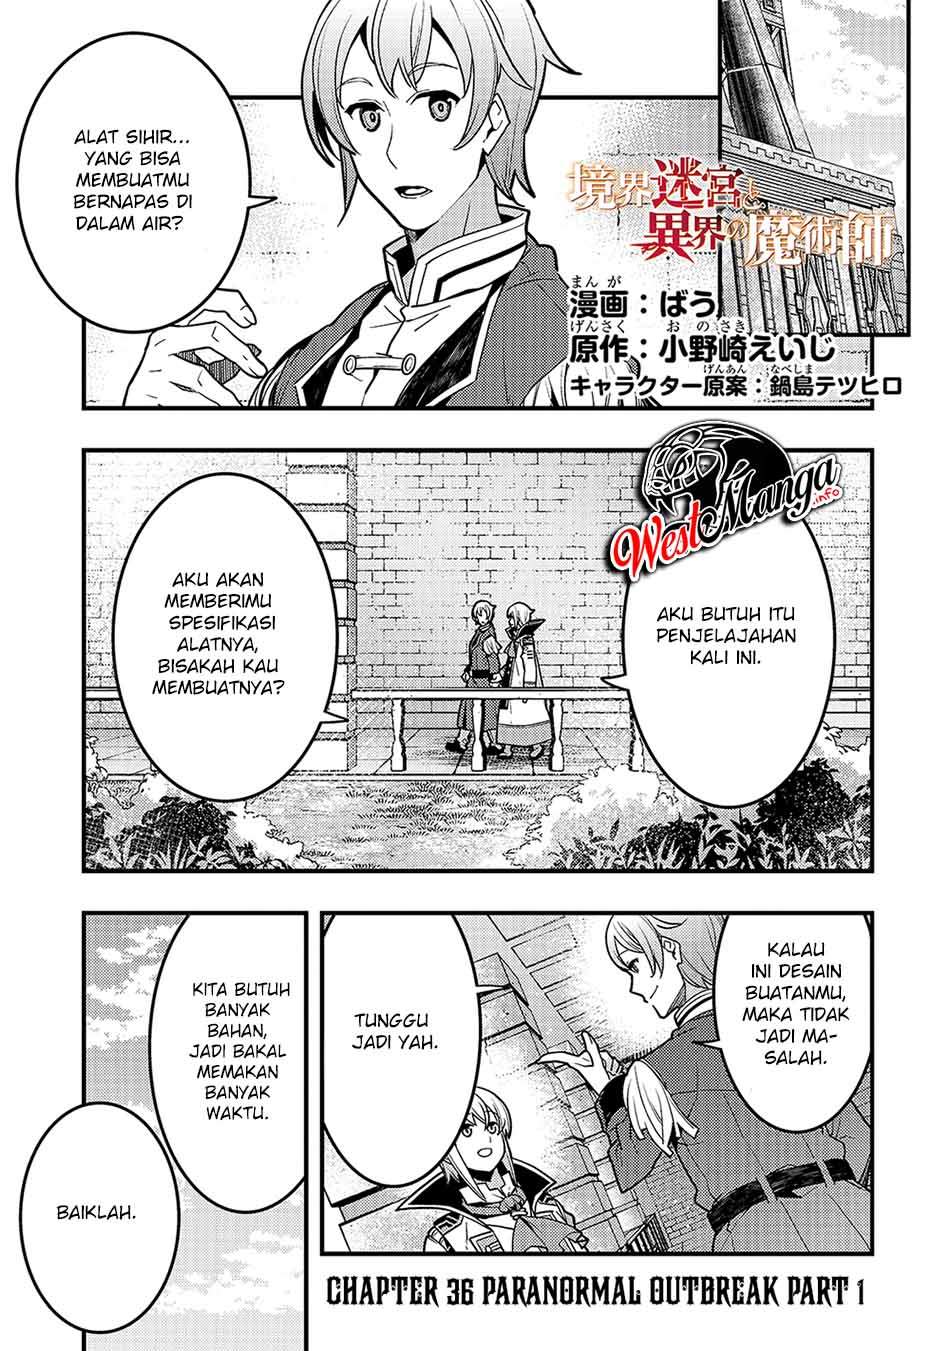 ALAT SIHIR...
YANG BISA
MEMBUATMU
BERNAPAS DI
DALAM AIR?
境界迷宮と
異界の魔術師
まんが
漫画：ばう
げんさく おのさき
原作：小野崎えいじ
げんあん なべしま
キャラクター原案：鍋島テツヒロ
WestManga
.info
AKU BUTUH ITU
PENJELAJAHAN
KALI INI.
AKU AKAN
MEMBERIMU
SPESIFIKASI
ALATNYA,
BISAKAH KAU
MEMBUATNYA?
KALAU
INI DESAIN
BUATANMU,
MAKA TIDAK
JADI MA-
SALAH.
TUNGGU
JADI YAH.
KITA BUTUH
BANYAK
BAHAN,
JADI BAKAL
MEMAKAN
BANYAK
WAKTU.
BAIKLAH.
CHAPTER 36 PARANORMAL OUTBREAK PART 1